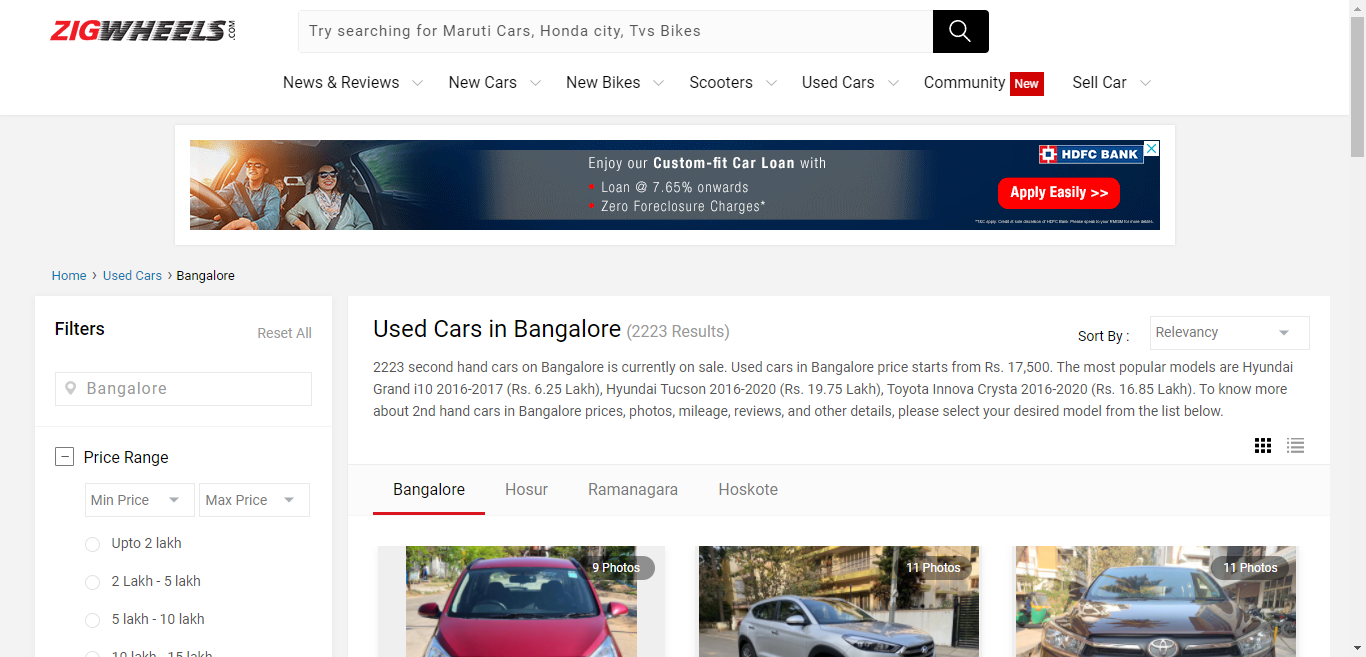 ZIGWHEELS.COM
Try searching for Maruti Cars, Honda city, Tvs Bikes
News & Reviews New Cars New Bikes Scooters Used Cars Community New Sell Car
Enjoy our Custom-fit Car Loan with
• Loan @ 7.65% onwards
• Zero Foreclosure Charges*
HDFC BANK
Apply Easily >>
Home › Used Cars › Bangalore
Filters
Reset All
Bangalore
Price Range
Min Price Max Price
Upto 2 lakh
2 Lakh - 5 lakh
5 lakh - 10 lakh
10 lakh - 15 lakh
Used Cars in Bangalore (2223 Results)
Sort By : Relevancy
2223 second hand cars on Bangalore is currently on sale. Used cars in Bangalore price starts from Rs. 17,500. The most popular models are Hyundai
Grand i10 2016-2017 (Rs. 6.25 Lakh), Hyundai Tucson 2016-2020 (Rs. 19.75 Lakh), Toyota Innova Crysta 2016-2020 (Rs. 16.85 Lakh). To know more
about 2nd hand cars in Bangalore prices, photos, mileage, reviews, and other details, please select your desired model from the list below.
Bangalore Hosur Ramanagara Hoskote
9 Photos
11 Photos
11 Photos